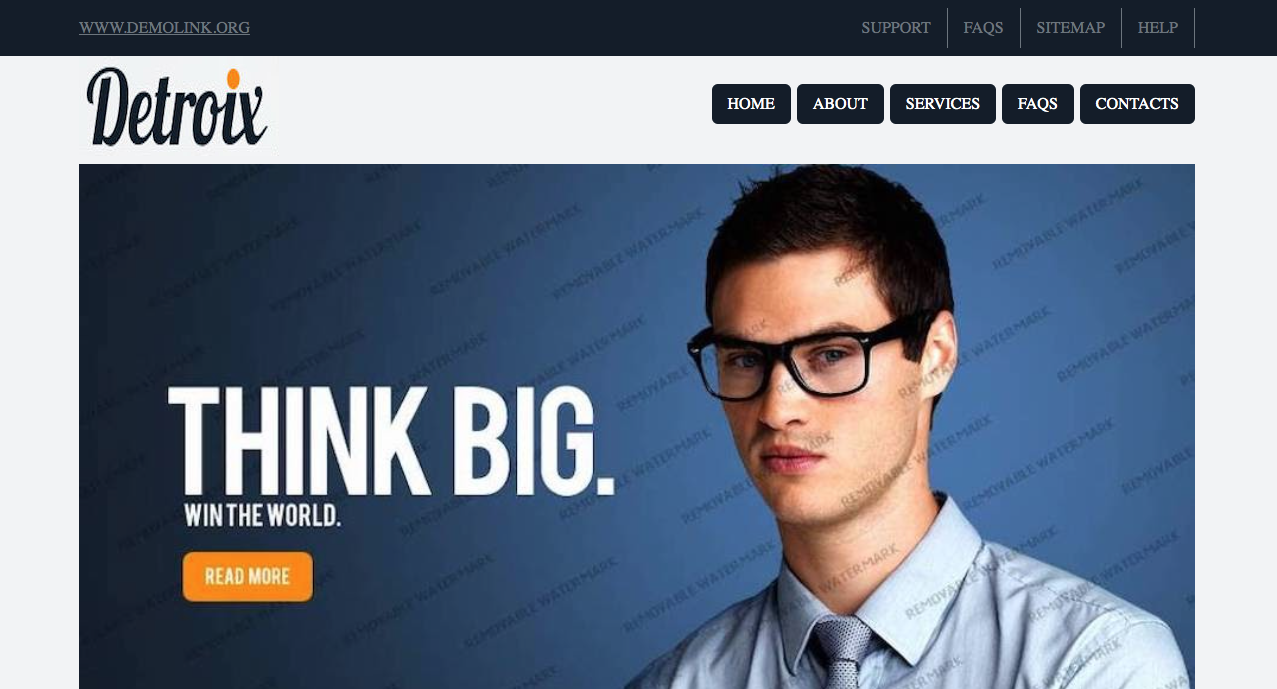 WWW.DEMOLINK.ORG SUPPORT FAQS SITEMAP HELP
Detroix HOME ABOUT SERVICES FAQS CONTACTS
THINK BIG.
WIN THE WORLD.
READ MORE
REMOVABLE WATERMARK